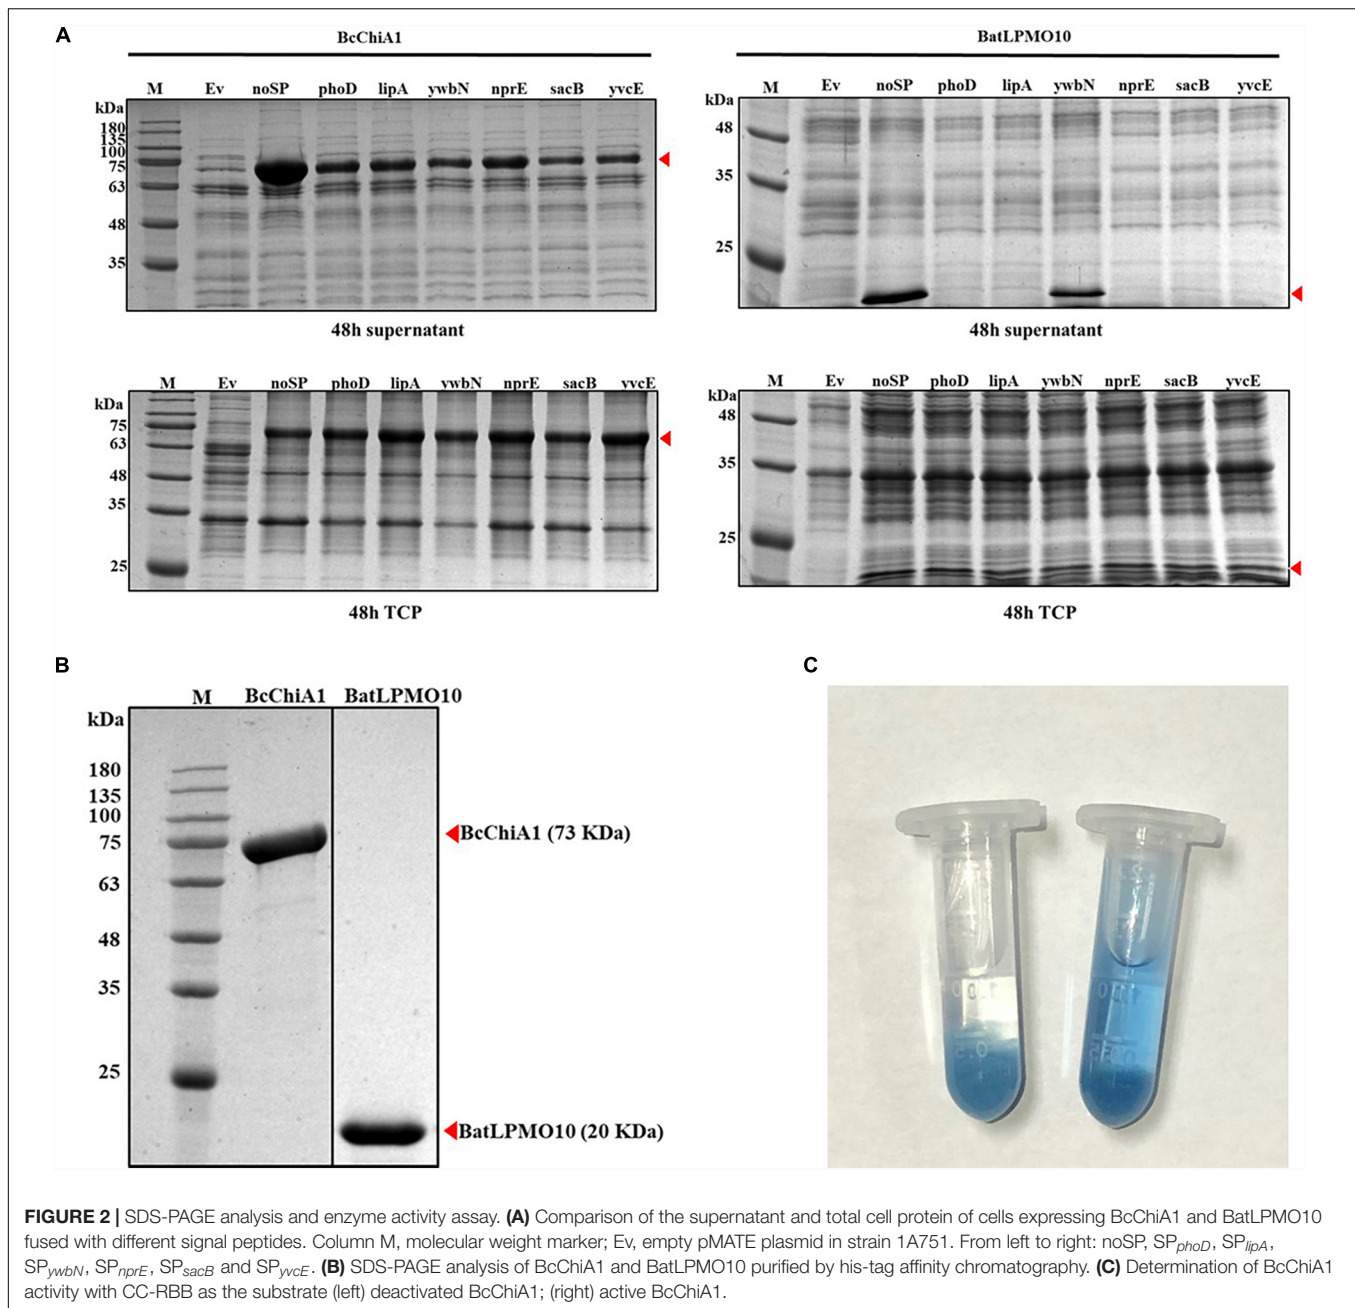 A
BcChiA1
BatLPMO10
M Ev noSP phoD lipA ywbN nprE sacB yvcE
kDa
180
135
100
75
63
48
35
48h supernatant
M Ev noSP phoD lipA ywbN nprE sacB yvcE
kDa
48
35
25
48h supernatant
M Ev noSP phoD lipA ywbN nprE sacB yvcE
kDa
75
63
48
35
25
48h TCP
M Ev noSP phoD lipA ywbN nprE sacB yvcE
kDa
48
35
25
48h TCP
B
M BcChiA1 BatLPMO10
kDa
180
135
100
75
63
48
35
25
BcChiA1 (73 KDa)
BatLPMO10 (20 KDa)
C
FIGURE 2 | SDS-PAGE analysis and enzyme activity assay. (A) Comparison of the supernatant and total cell protein of cells expressing BcChiA1 and BatLPMO10
fused with different signal peptides. Column M, molecular weight marker; Ev, empty pMATE plasmid in strain 1A751. From left to right: noSP, SPphoD, SPlipA,
SPywbN, SPnprE, SPsacB and SPyvcE. (B) SDS-PAGE analysis of BcChiA1 and BatLPMO10 purified by his-tag affinity chromatography. (C) Determination of BcChiA1
activity with CC-RBB as the substrate (left) deactivated BcChiA1; (right) active BcChiA1.